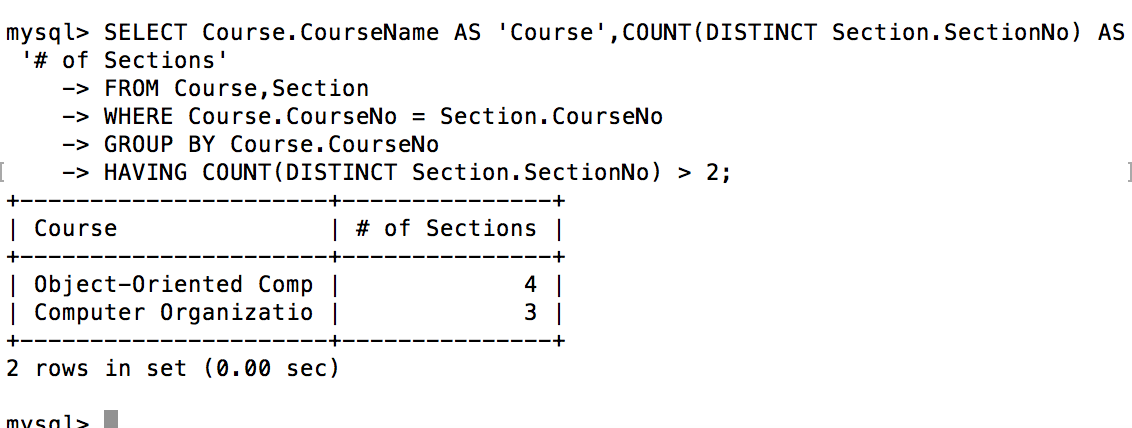 mysql> SELECT Course.CourseName AS 'Course',COUNT(DISTINCT Section.SectionNo) AS
 '# of Sections'
    -> FROM Course,Section
    -> WHERE Course.CourseNo = Section.CourseNo
    -> GROUP BY Course.CourseNo
[    -> HAVING COUNT(DISTINCT Section.SectionNo) > 2; ]
+----------------------+---------------+
| Course               | # of Sections |
+----------------------+---------------+
| Object-Oriented Comp |             4 |
| Computer Organizatio |             3 |
+----------------------+---------------+
2 rows in set (0.00 sec)
mysql>